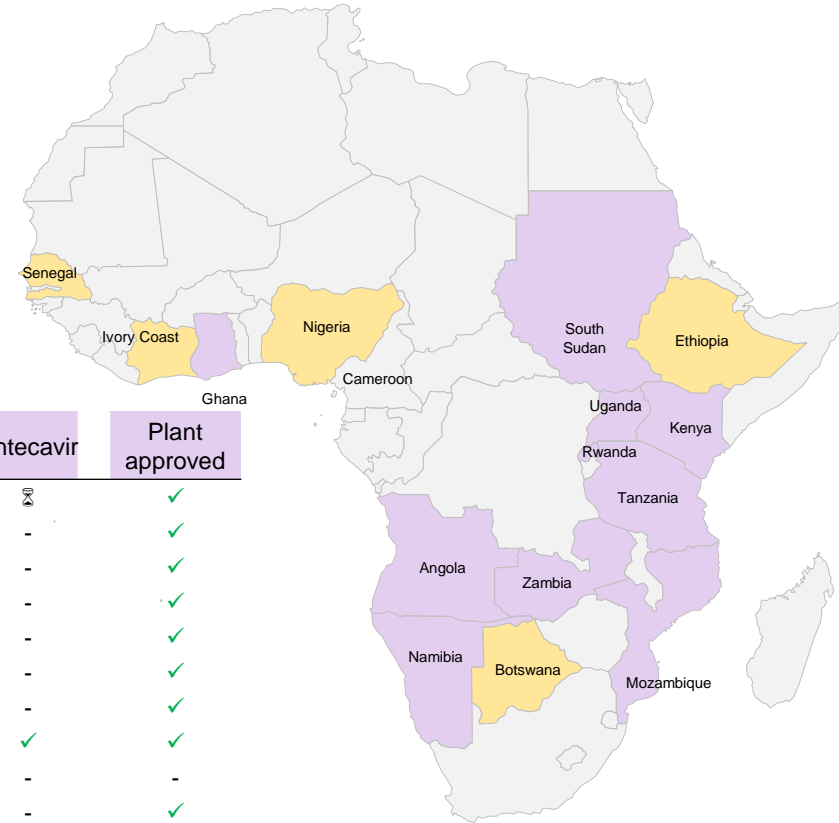 Senegal
Ivory Coast
Nigeria
South
Sudan
Ethiopia
Cameroon
Ghana
Uganda
Kenya
Rwanda
Tanzania
Angola
Zambia
Namibia
Botswana
Mozambique
ntecavir
Plant
approved
⌛ ✓
- ✓
- ✓
- ✓
- ✓
- ✓
- ✓
✓ ✓
- -
- ✓